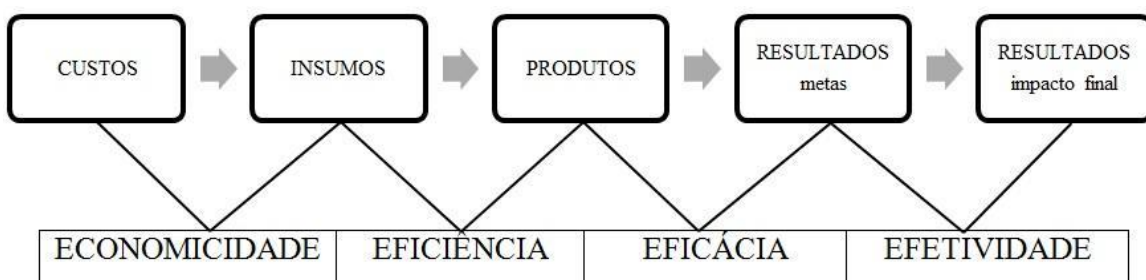 CUSTOS
INSUMOS
PRODUTOS
RESULTADOS
metas
RESULTADOS
impacto final
ECONOMICIDADE
EFICIÊNCIA
EFICÁCIA
EFETIVIDADE